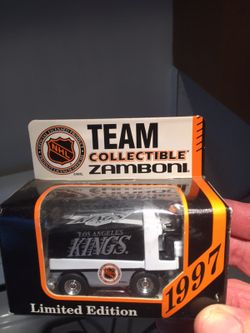 NHL
TEAM
COLLECTIBLE
ZAMBONI
LOS ANGELES
KINGS
Limited Edition
1997